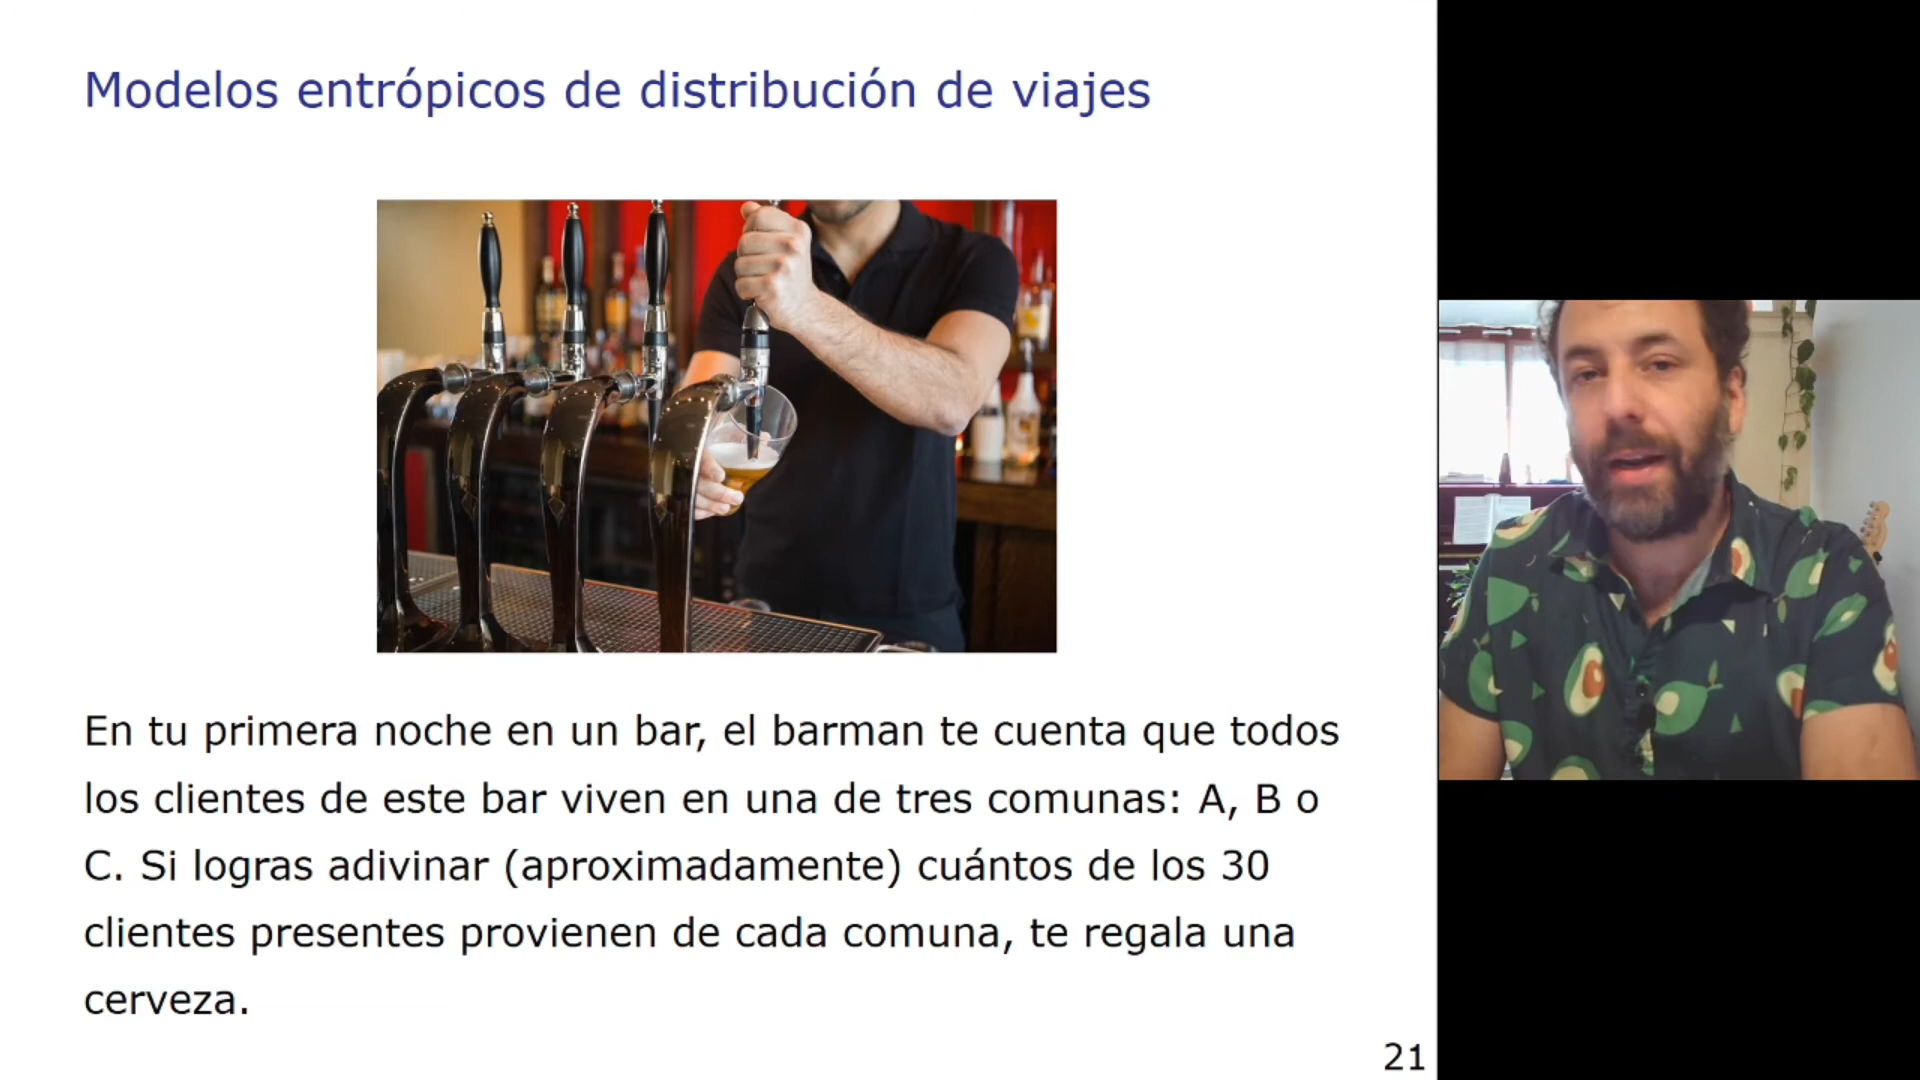 Modelos entrópicos de distribución de viajes
En tu primera noche en un bar, el barman te cuenta que todos
los clientes de este bar viven en una de tres comunas: A, B o
C. Si logras adivinar (aproximadamente) cuántos de los 30
clientes presentes provienen de cada comuna, te regala una
cerveza.
21